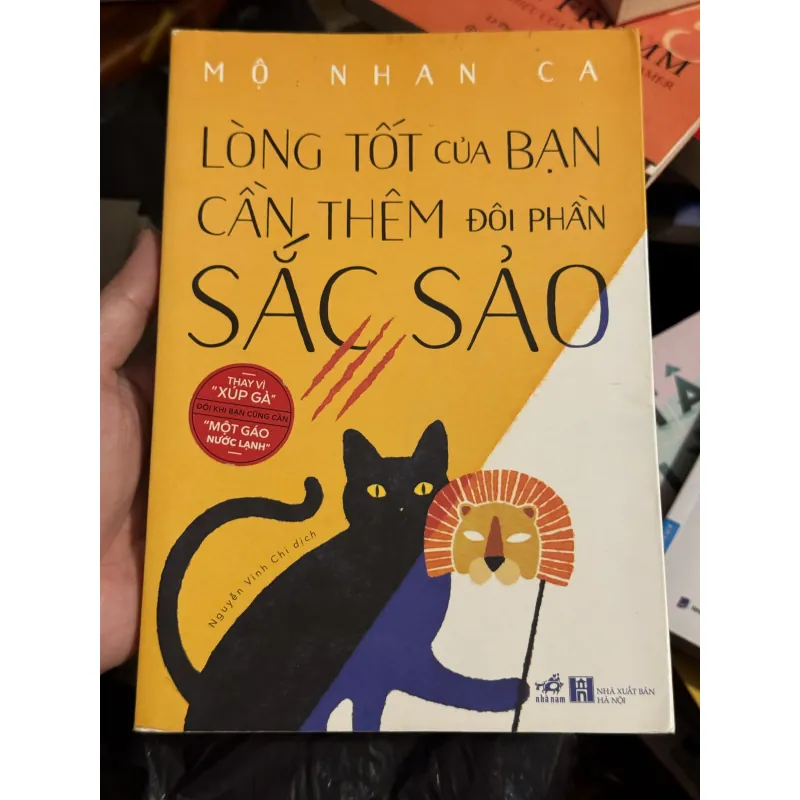 MỘ NHAN CA
LÒNG TỐT CỦA BẠN
CẦN THÊM ĐÔI PHẦN
SẮC SẢO
THAY VÌ
"XÚP GÀ"
ĐÔI KHI BẠN CŨNG CẦN
"MỘT GÁO
NƯỚC LẠNH"
Nguyễn Vinh Chi dịch
nhã nam
NHÀ XUẤT BẢN
HÀ NỘI